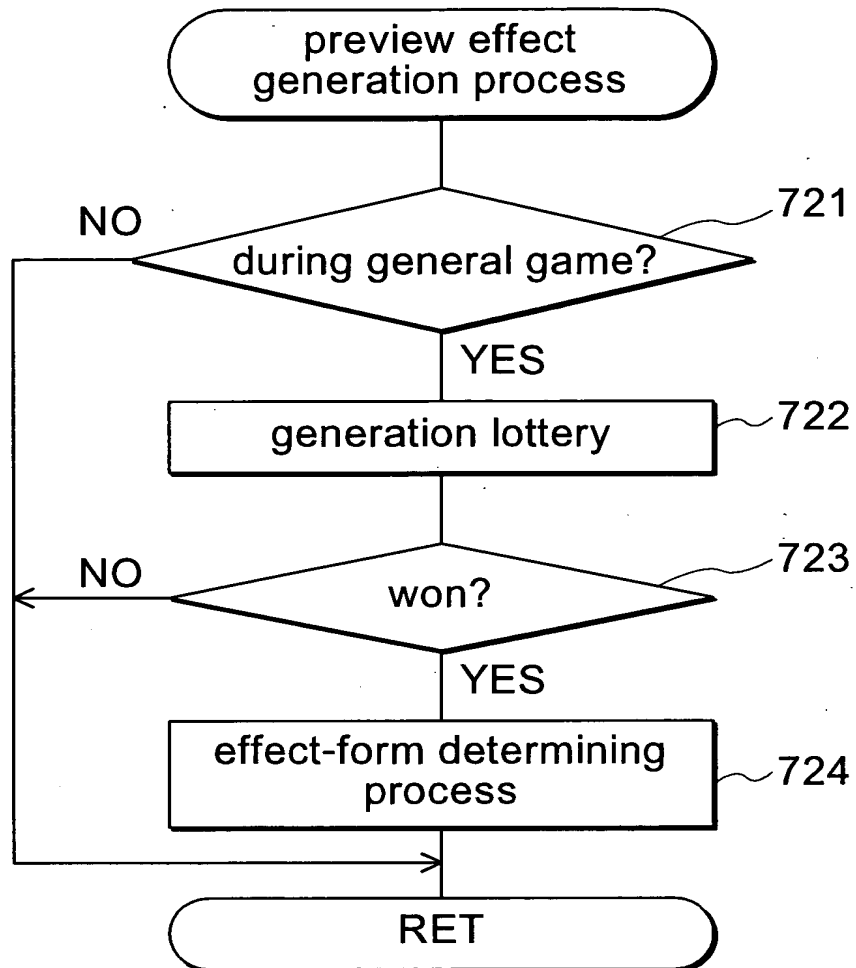 preview effect
generation process
721
NO
during general game?
YES
722
generation lottery
723
NO
won?
YES
effect-form determining
process
724
RET